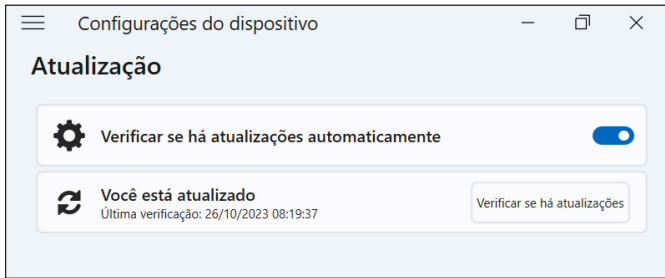 Configurações do dispositivo
Atualização
Verificar se há atualizações automaticamente
Você está atualizado
Última verificação: 26/10/2023 08:19:37
Verificar se há atualizações